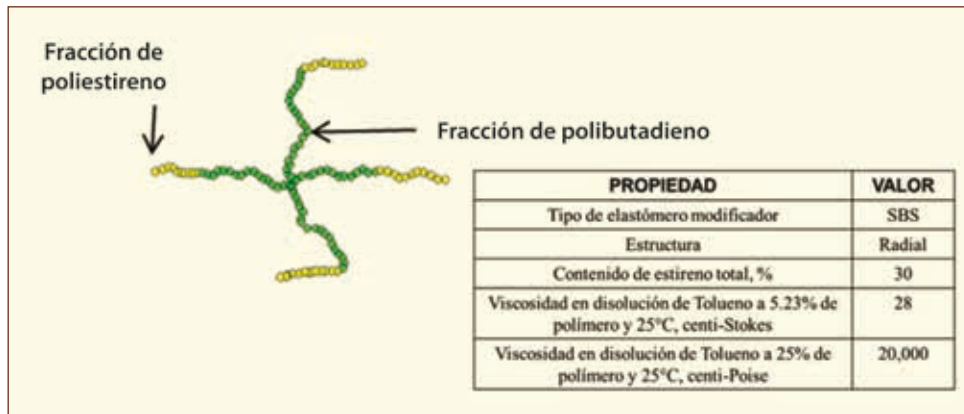 Fracción de
poliestireno
Fracción de polibutadieno
PROPIEDAD VALOR
Tipo de elastómero modificador SBS
Estructura Radial
Contenido de estireno total, % 30
Viscosidad en disolución de Tolueno a 5.23% de
polímero y 25°C, centi-Stokes 28
Viscosidad en disolución de Tolueno a 25% de
polímero y 25°C, centi-Poise 20,000